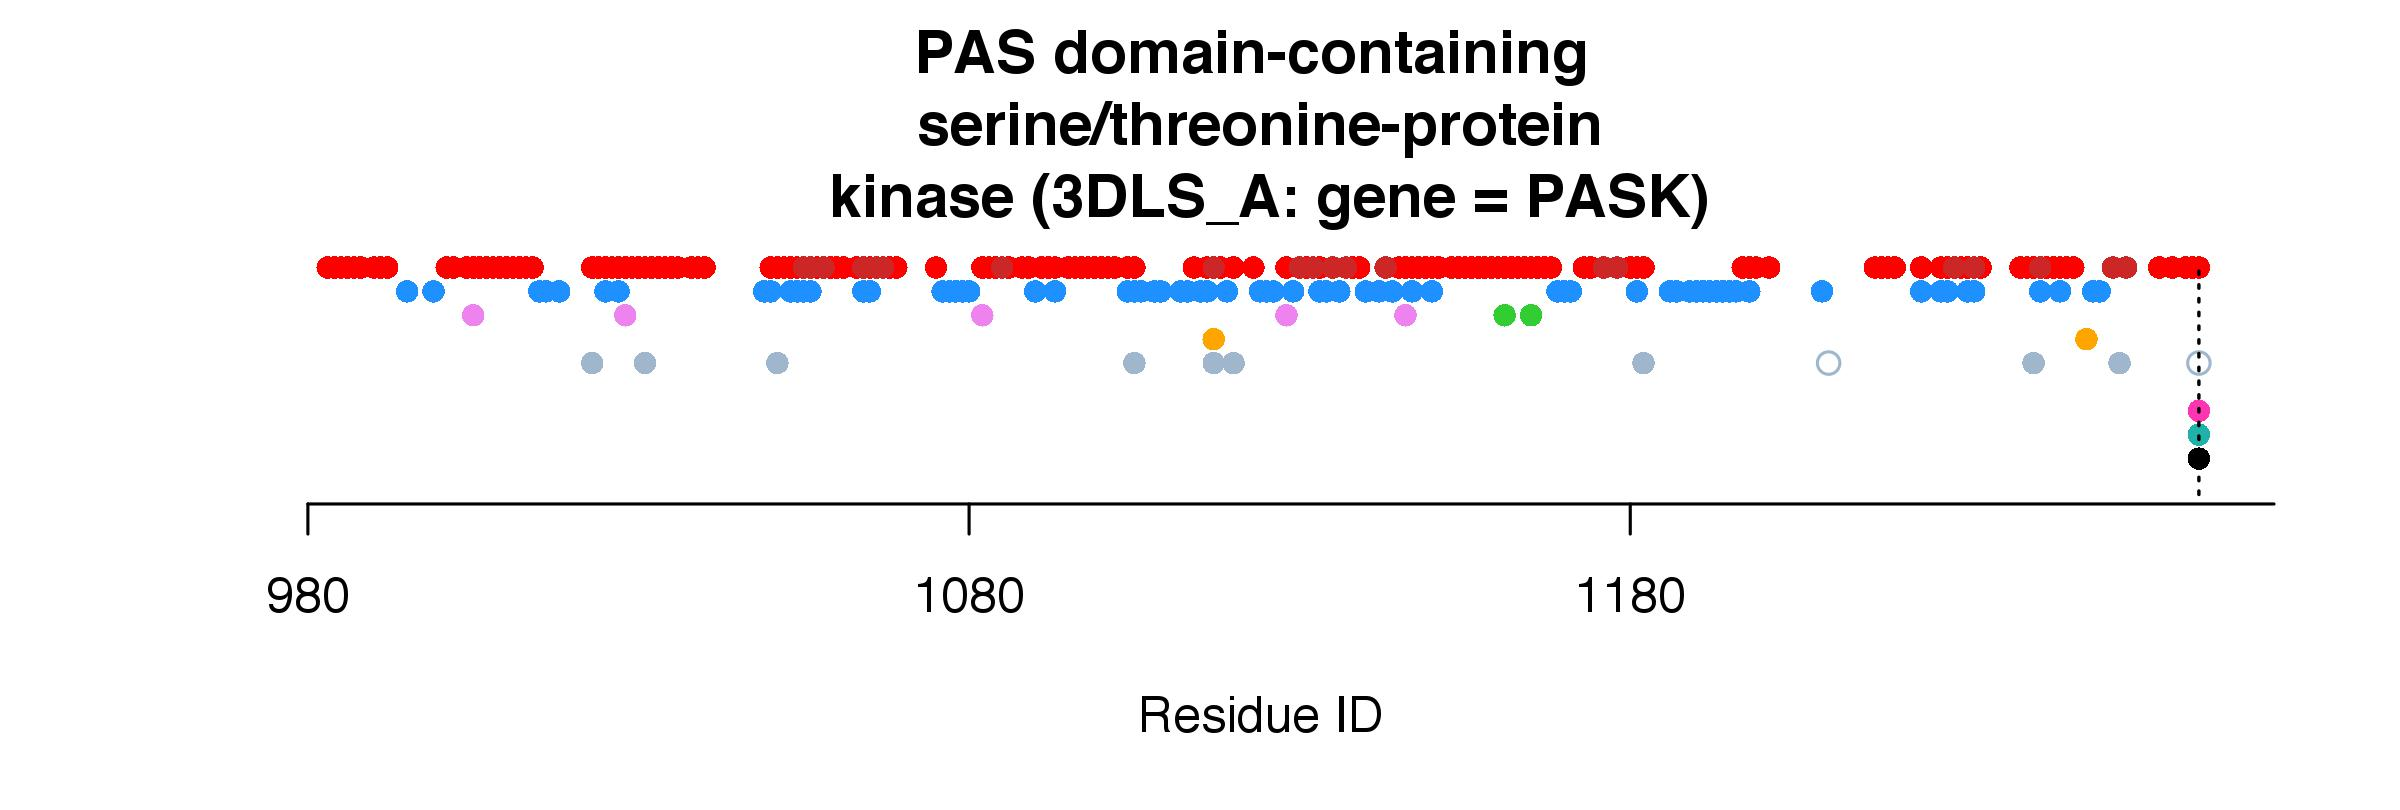 PAS domain-containing
serine/threonine-protein
kinase (3DLS_A: gene = PASK)
980 1080 1180
Residue ID